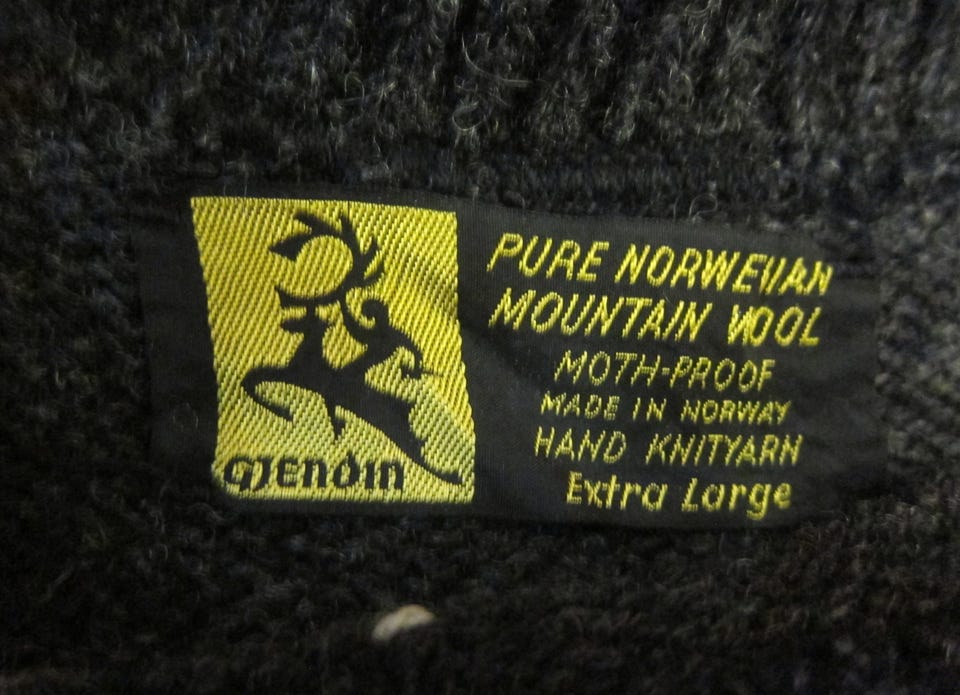 GJENDIN
PURE NORWEGIAN
MOUNTAIN WOOL
MOTH-PROOF
MADE IN NORWAY
HAND KNITYARN
Extra Large